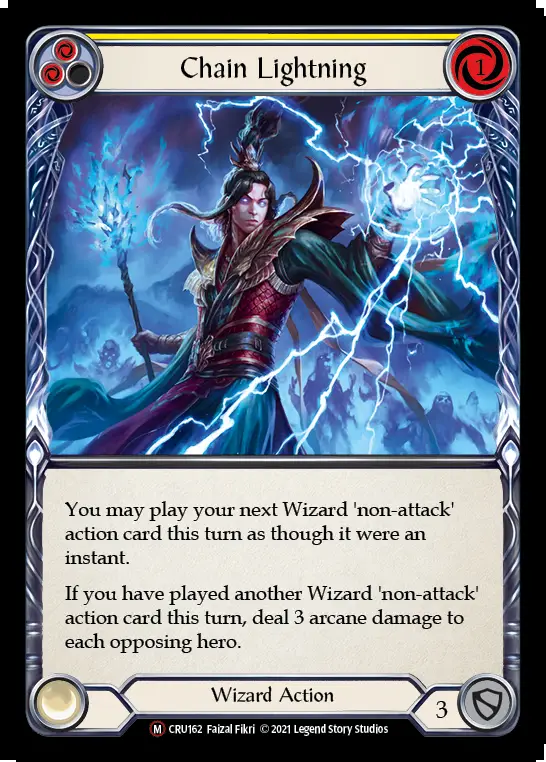 Chain Lightning
1
You may play your next Wizard 'non-attack'
action card this turn as though it were an
instant.
If you have played another Wizard 'non-attack'
action card this turn, deal 3 arcane damage to
each opposing hero.
Wizard Action
3
M CRU162 Faizal Fikri © 2021 Legend Story Studios